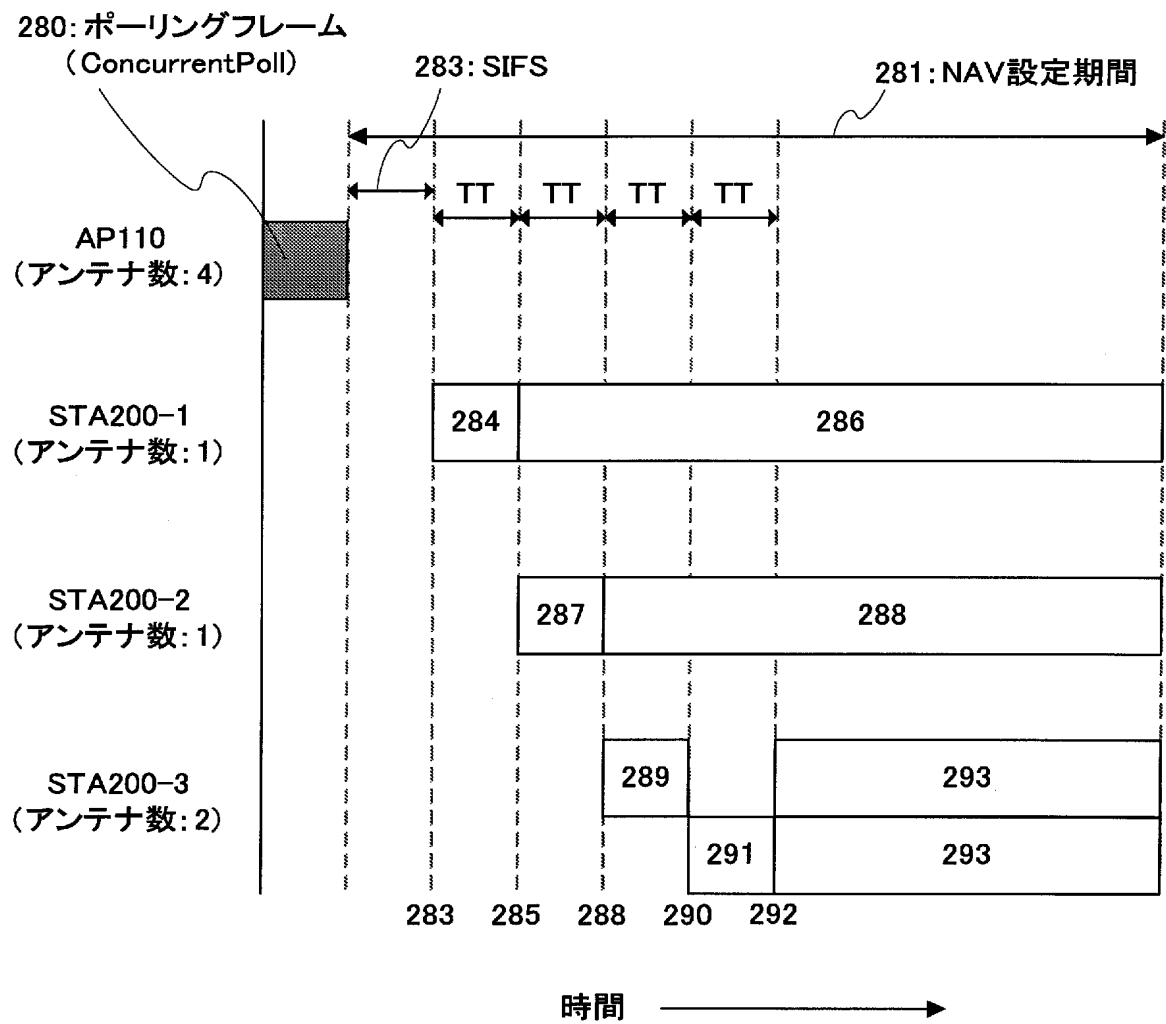 280:ポーリングフレーム
(ConcurrentPoll)
283:SIFS
281:NAV設定期間
TT TT TT TT
AP110
(アンテナ数:4)
STA200-1
(アンテナ数:1)
284 286
STA200-2
(アンテナ数:1)
287 288
STA200-3
(アンテナ数:2)
289 293
291 293
283 285 288 290 292
時間